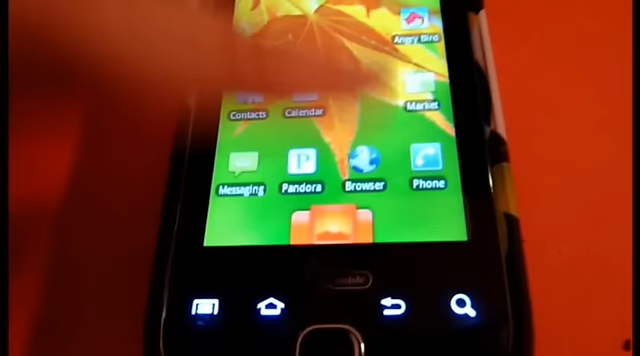 Angry Bird
Market
Contacts
Calendar
Messaging
Pandora
Browser
Phone